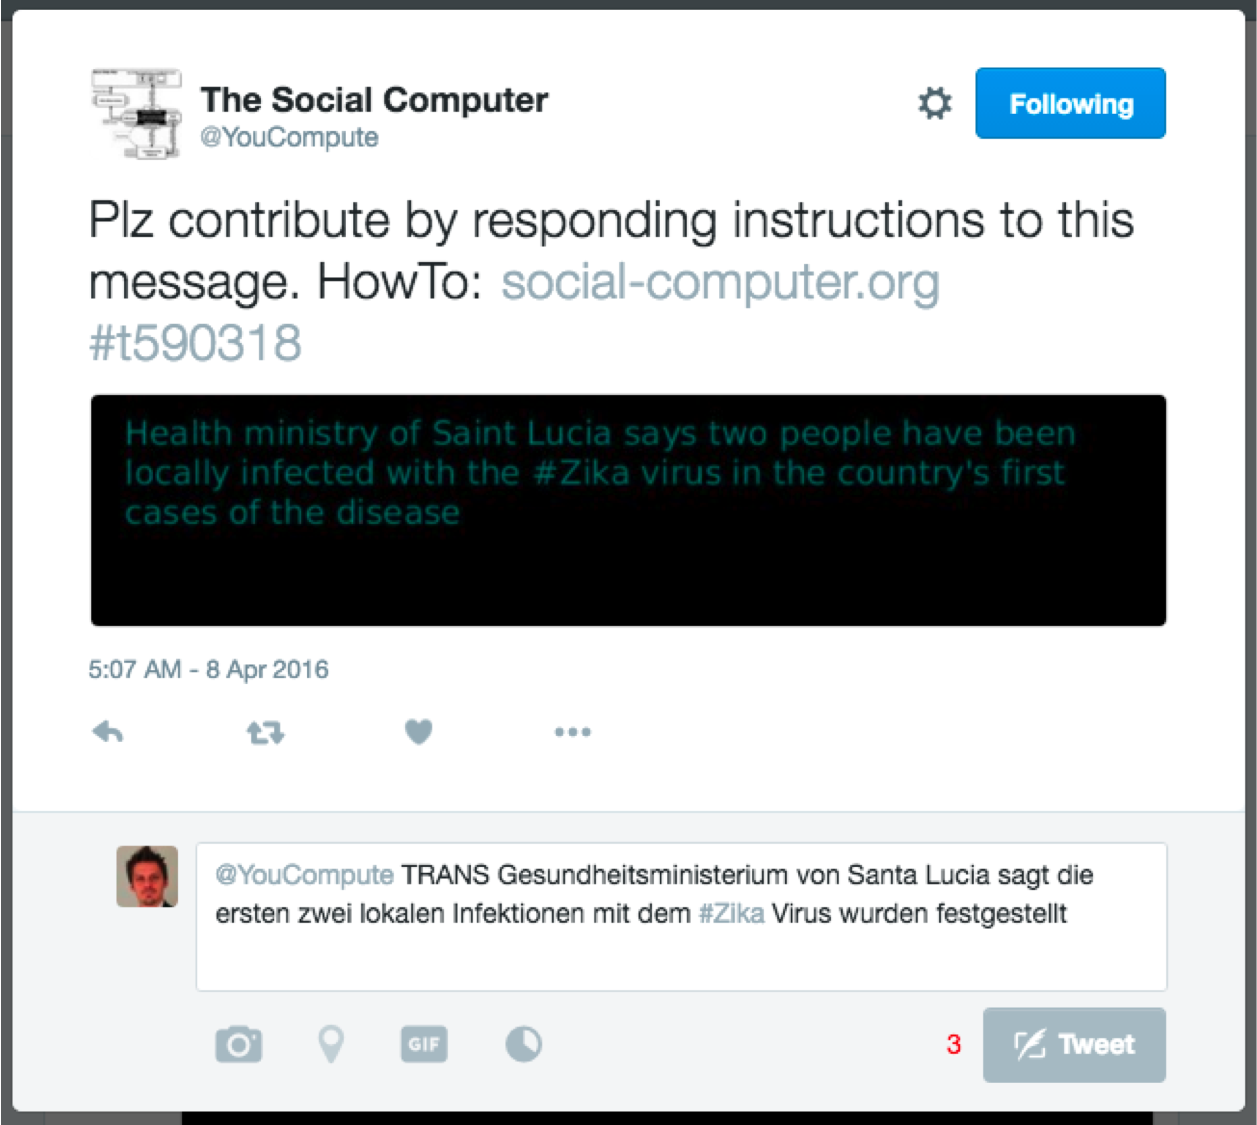 The Social Computer
@YouCompute
Following
Plz contribute by responding instructions to this
message. HowTo: social-computer.org
#t590318
Health ministry of Saint Lucia says two people have been
locally infected with the #Zika virus in the country's first
cases of the disease
5:07 AM - 8 Apr 2016
@YouCompute TRANS Gesundheitsministerium von Santa Lucia sagt die
ersten zwei lokalen Infektionen mit dem #Zika Virus wurden festgestellt
GIF
3
Tweet